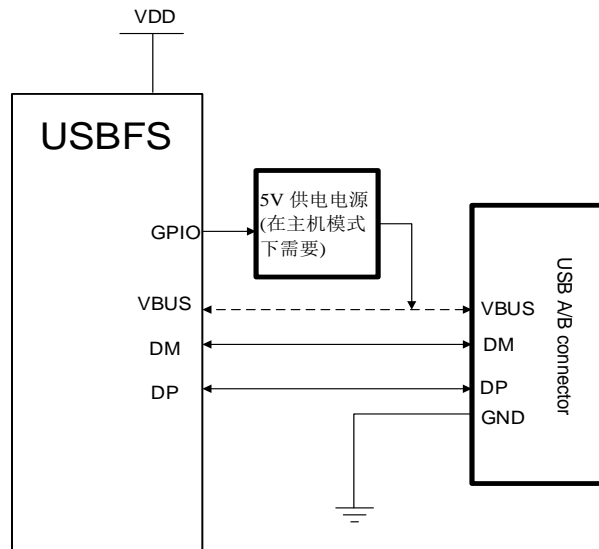 VDD
USBFS
5V 供电电源
(在主机模式
下需要)
GPIO
VBUS
DM
DP
VBUS
DM
DP
GND
USB A/B connector